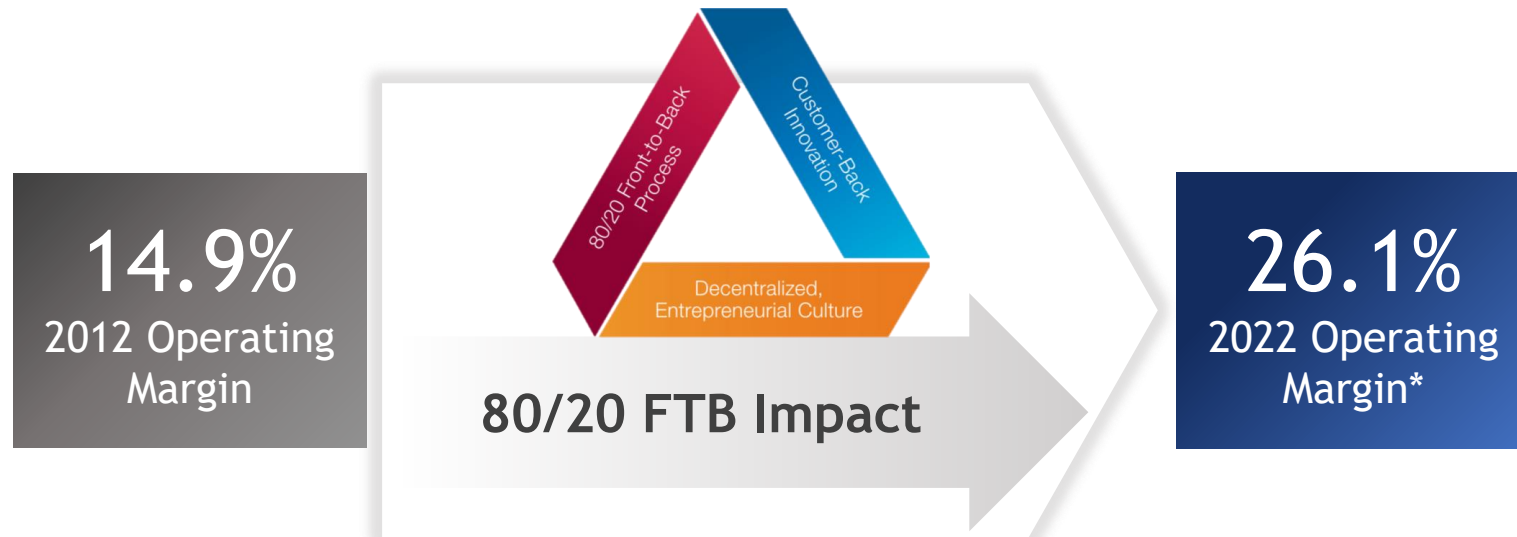 14.9%
2012 Operating
Margin
80/20 Front-to-Back
Process
Customer-Back
Innovation
Decentralized,
Entrepreneurial Culture
80/20 FTB Impact
26.1%
2022 Operating
Margin*